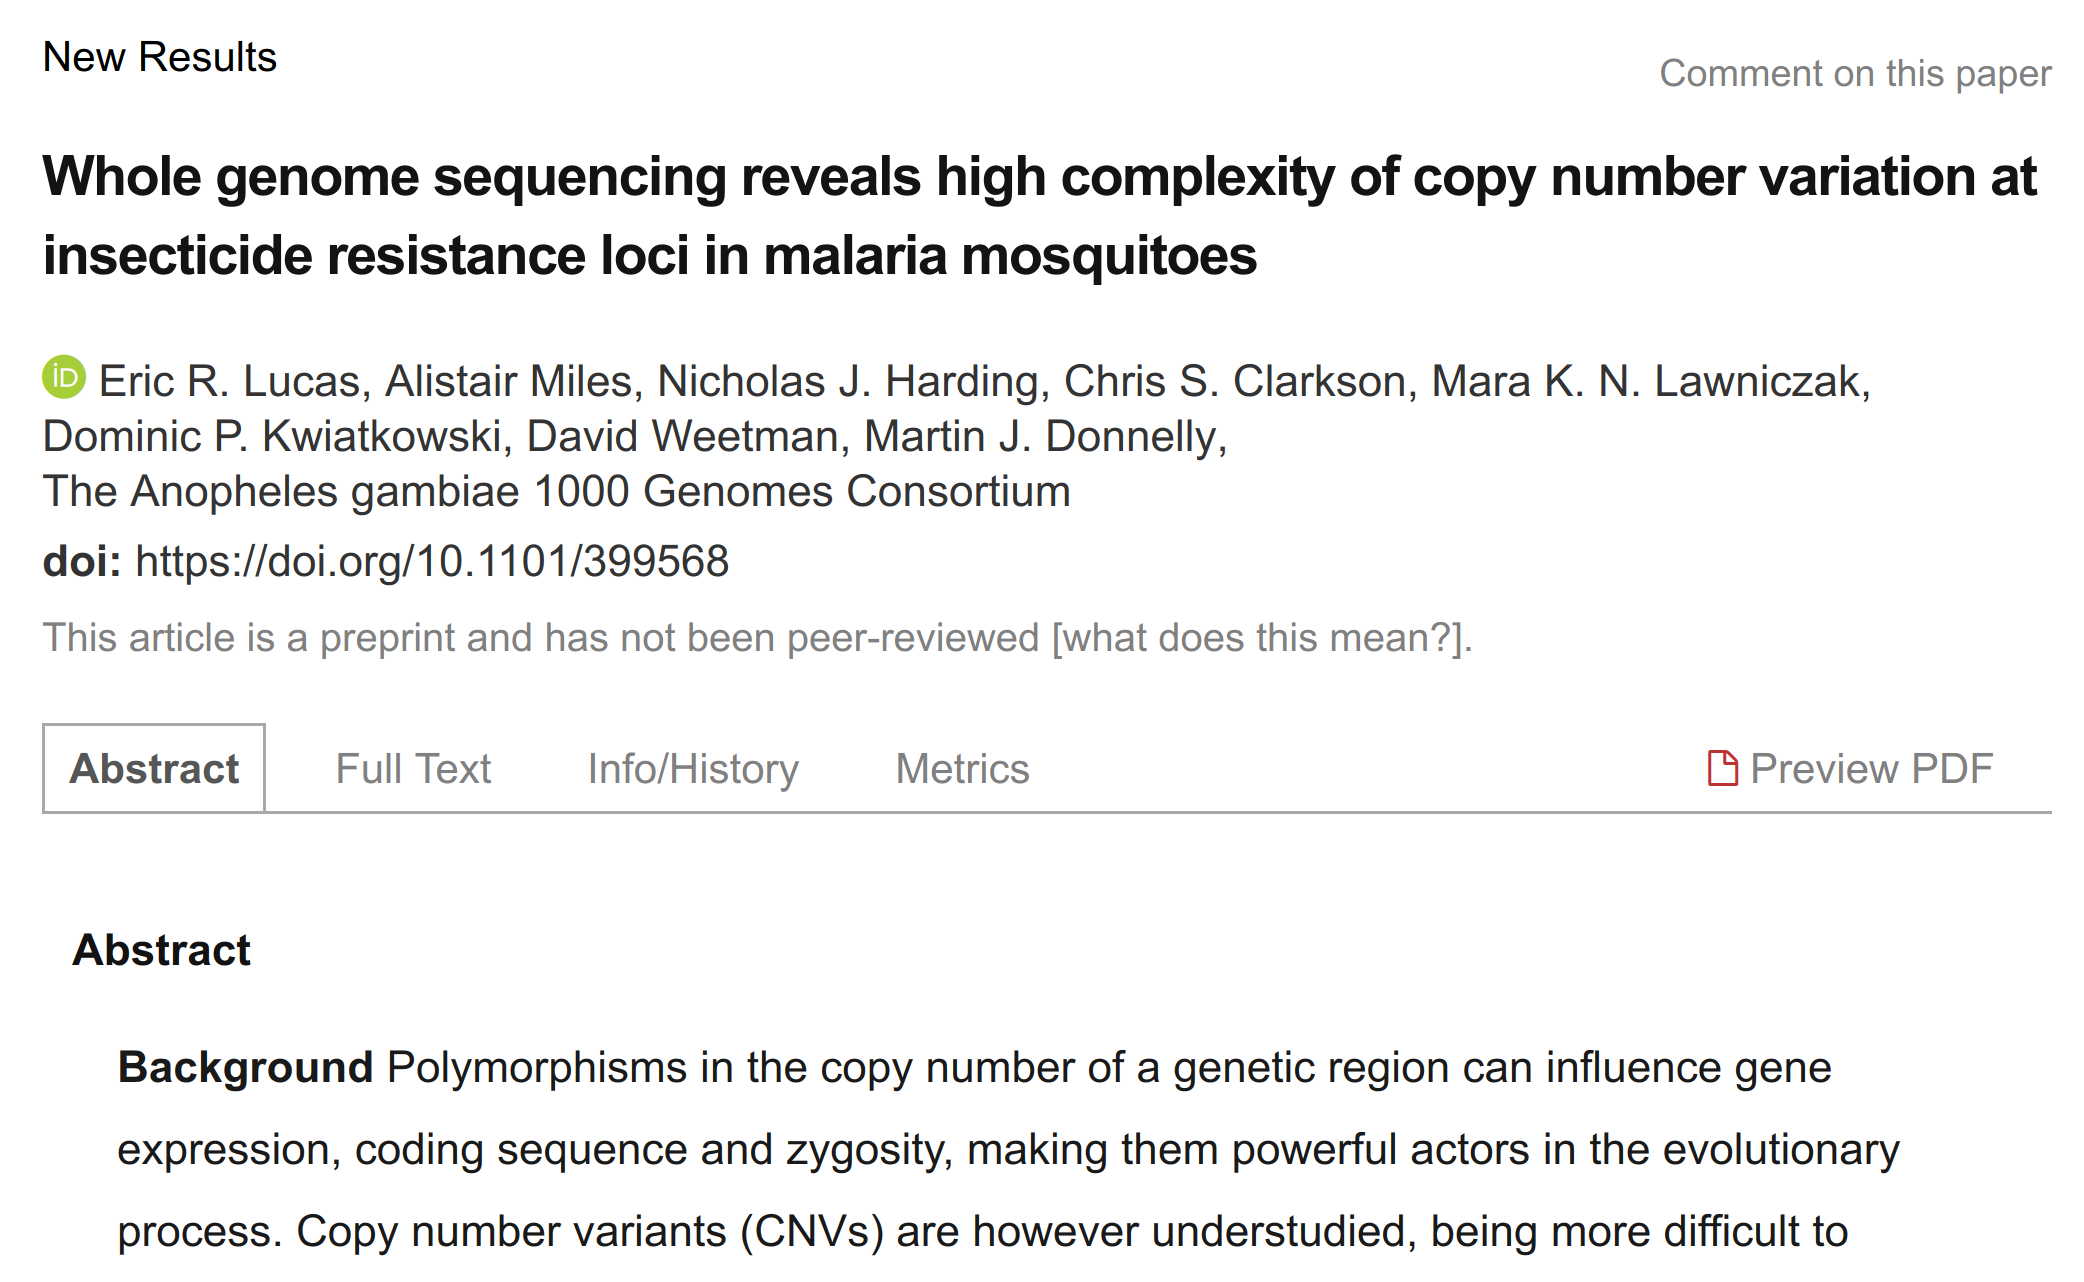 New Results
Comment on this paper
Whole genome sequencing reveals high complexity of copy number variation at
insecticide resistance loci in malaria mosquitoes
iD Eric R. Lucas, Alistair Miles, Nicholas J. Harding, Chris S. Clarkson, Mara K. N. Lawniczak,
Dominic P. Kwiatkowski, David Weetman, Martin J. Donnelly,
The Anopheles gambiae 1000 Genomes Consortium
doi: https://doi.org/10.1101/399568
This article is a preprint and has not been peer-reviewed [what does this mean?].
Abstract Full Text Info/History Metrics Preview PDF
Abstract
Background Polymorphisms in the copy number of a genetic region can influence gene
expression, coding sequence and zygosity, making them powerful actors in the evolutionary
process. Copy number variants (CNVs) are however understudied, being more difficult to